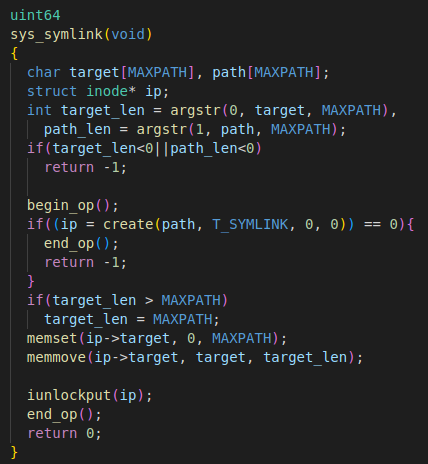 uint64
sys_symlink(void)
{
  char target[MAXPATH], path[MAXPATH];
  struct inode* ip;
  int target_len = argstr(0, target, MAXPATH),
    path_len = argstr(1, path, MAXPATH);
  if(target_len<0||path_len<0)
    return -1;

  begin_op();
  if((ip = create(path, T_SYMLINK, 0, 0)) == 0){
    end_op();
    return -1;
  }
  if(target_len > MAXPATH)
    target_len = MAXPATH;
  memset(ip->target, 0, MAXPATH);
  memmove(ip->target, target, target_len);

  iunlockput(ip);
  end_op();
  return 0;
}